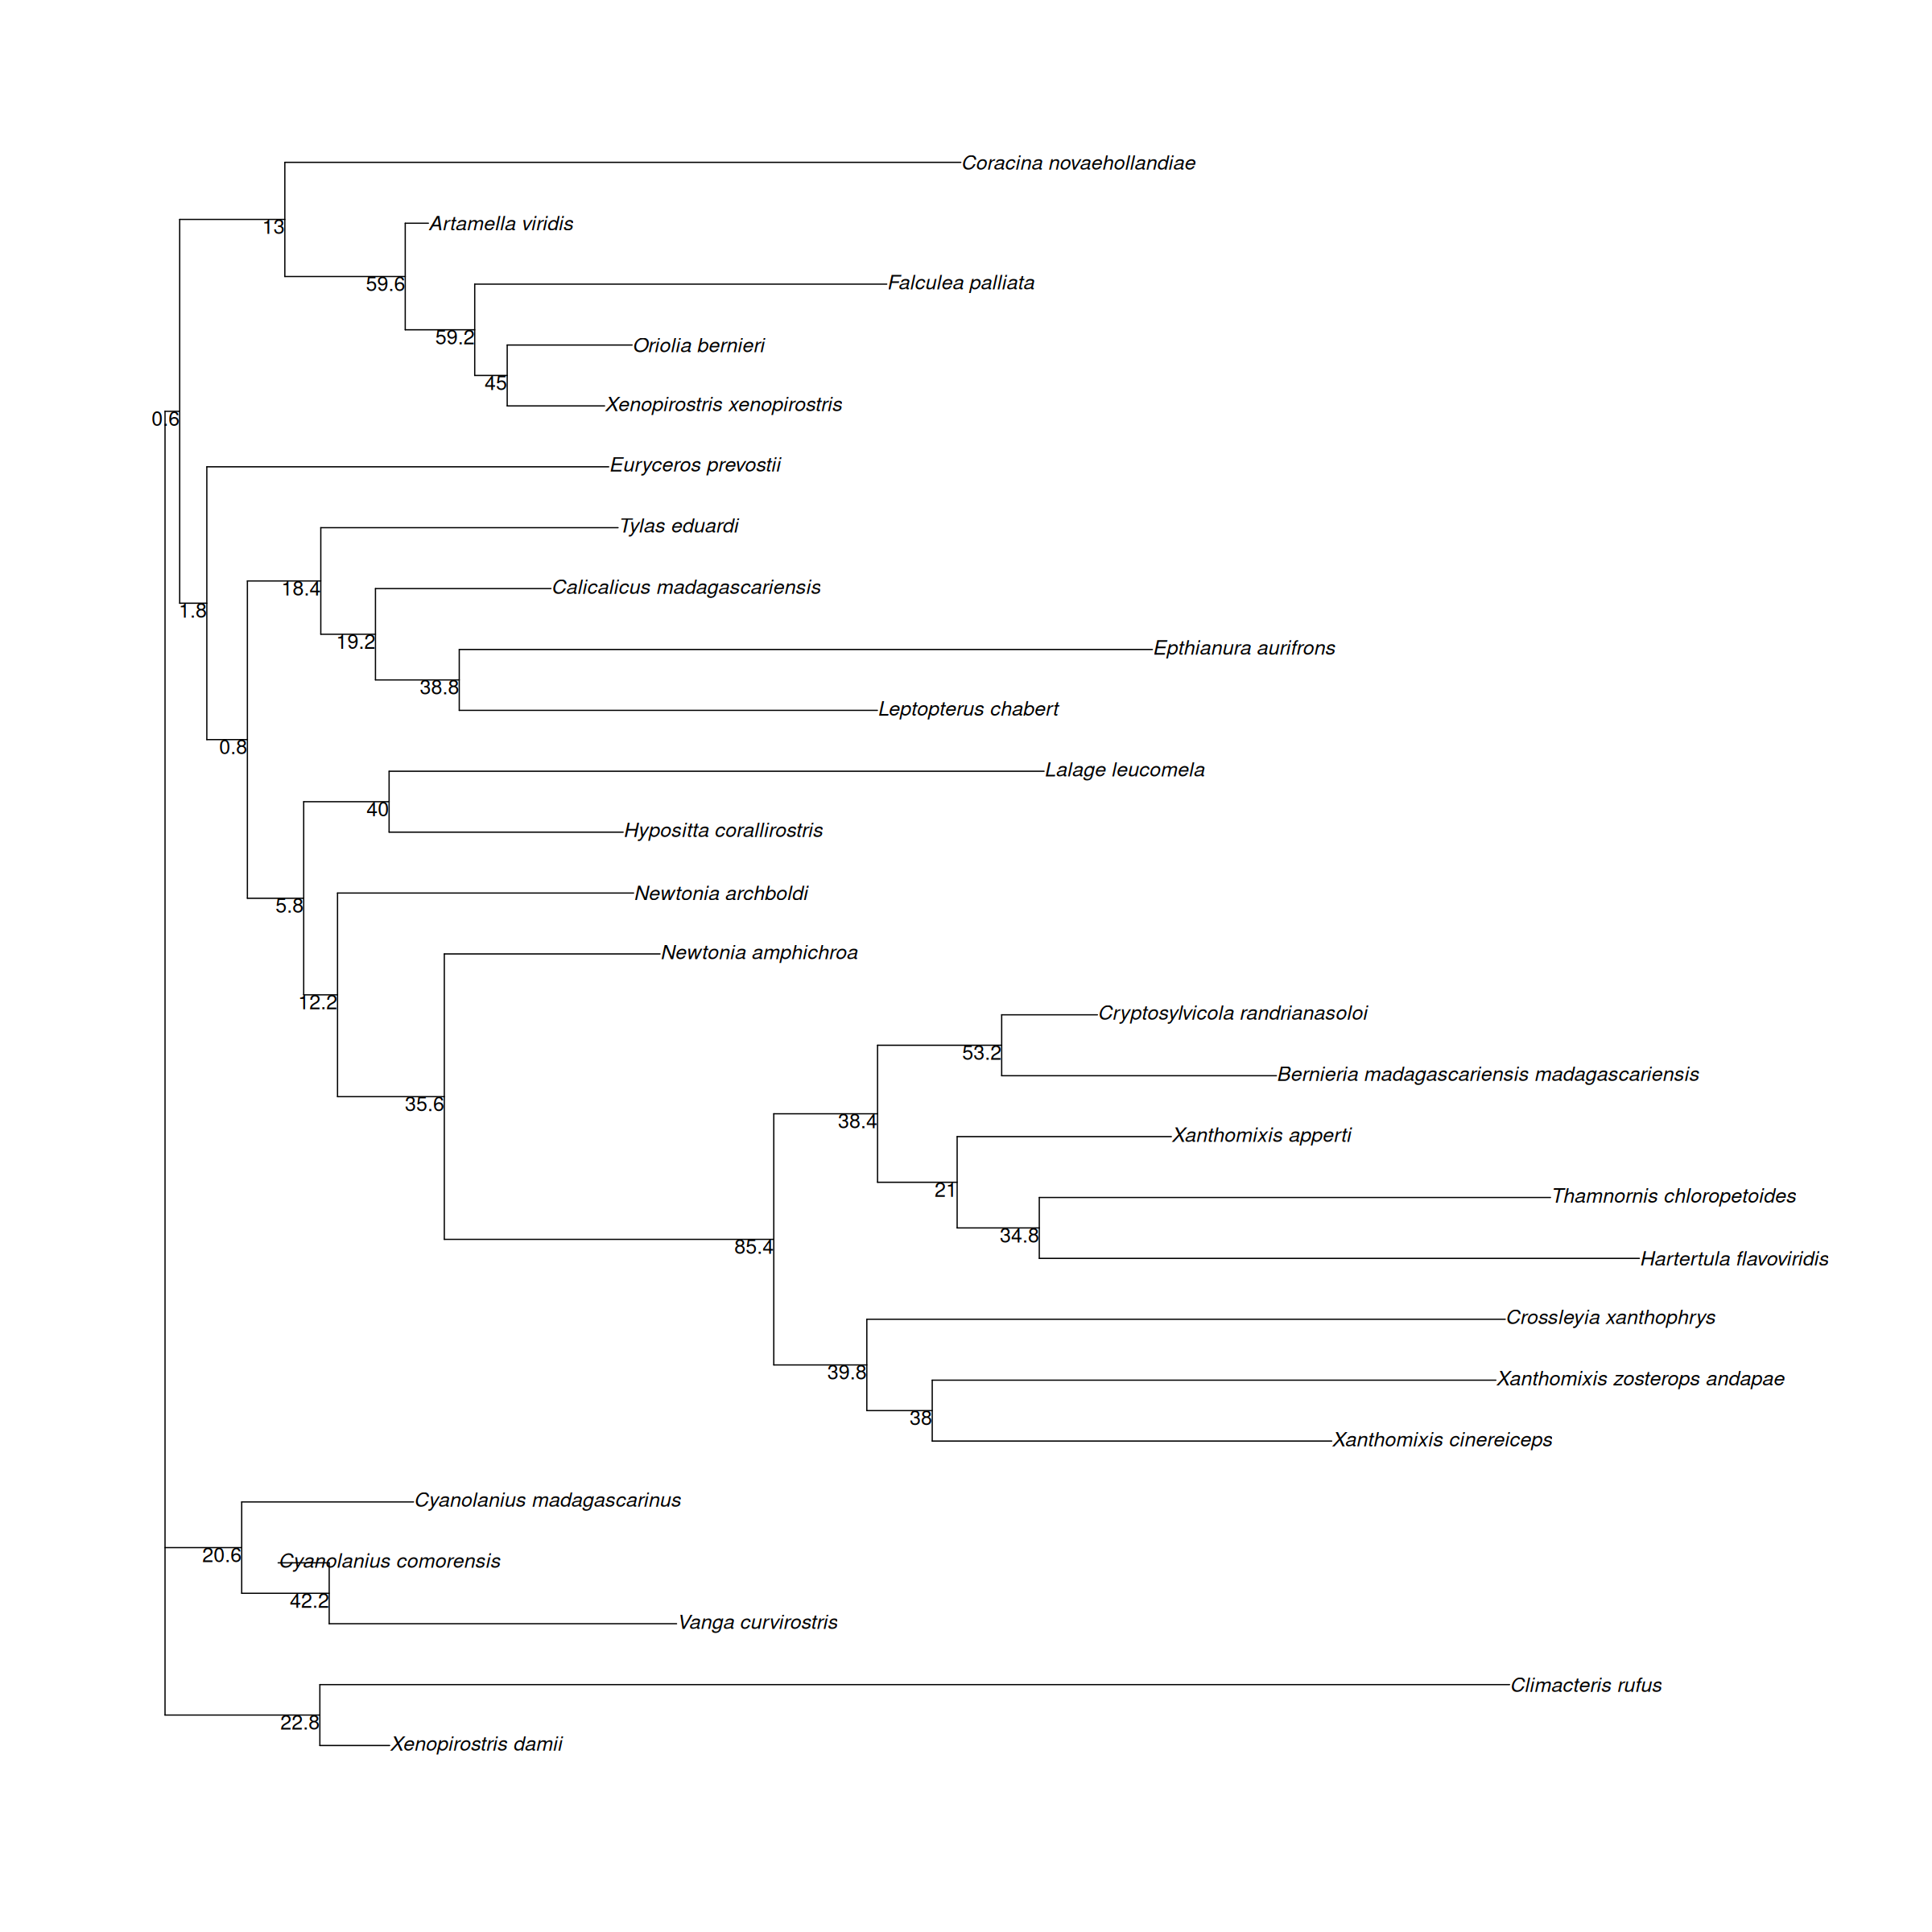 Coracina novaehollandiae
13
Artamella viridis
59.6
Falculea palliata
59.2
Oriolia bernieri
45
Xenopirostris xenopirostris
0.6
Euryceros prevostii
Tylas eduardi
18.4
Calicalicus madagascariensis
1.8
19.2
Epthianura aurifrons
38.8
Leptopterus chabert
0.8
Lalage leucomela
40
Hypositta corallirostris
Newtonia archboldi
5.8
Newtonia amphichroa
12.2
Cryptosylvicola randrianasoloi
53.2
Bernieria madagascariensis madagascariensis
35.6
38.4
Xanthomixis apperti
21
Thamnornis chloropetoides
34.8
85.4
Hartertula flavoviridis
Crossleyia xanthophrys
39.8
Xanthomixis zosterops andapae
38
Xanthomixis cinereiceps
Cyanolanius madagascarinus
20.6
Cyanolanius comorensis
42.2
Vanga curvirostris
Climacteris rufus
22.8
Xenopirostris damii